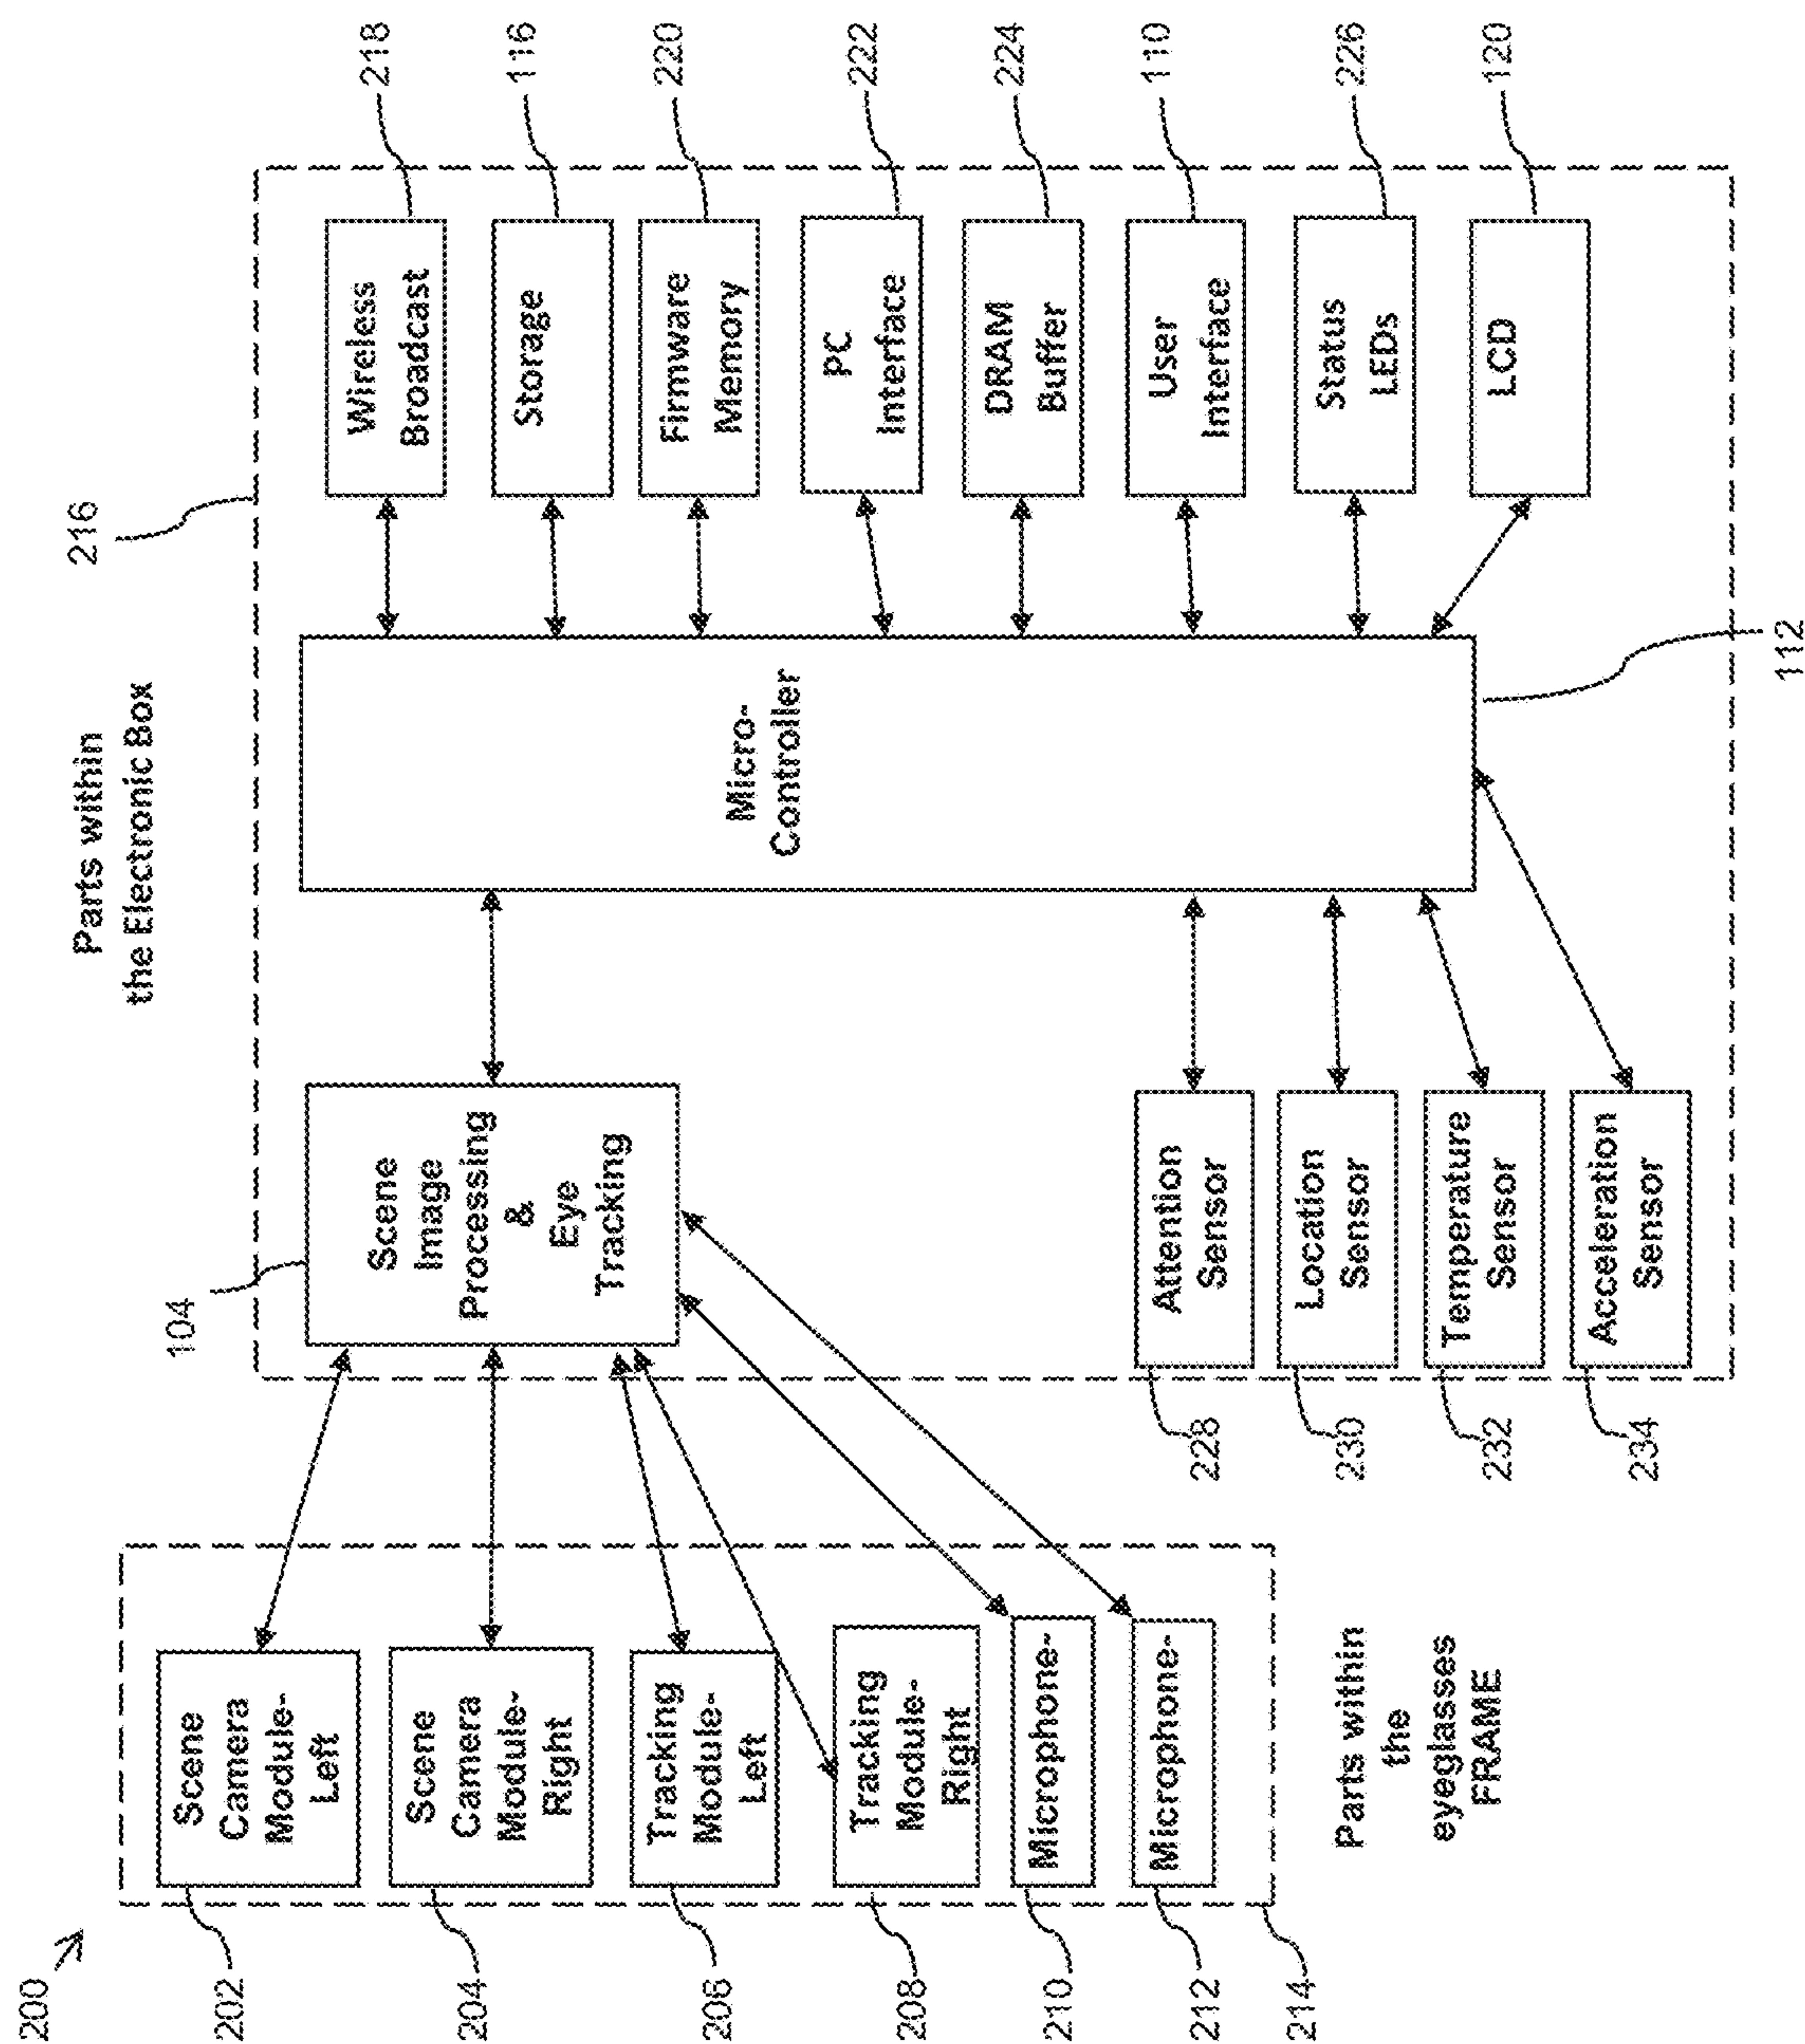 200
Parts within
the Electronic Box
216
104
202
Scene
Camera
Module-
Left
204
Scene
Camera
Module-
Right
206
Tracking
Module-
Left
208
Tracking
Module-
Right
210
Microphone-
212
Microphone-
214
Parts within
the
eyeglasses
FRAME
Scene
Image
Processing
&
Eye
Tracking
228
Attention
Sensor
230
Location
Sensor
232
Temperature
Sensor
234
Acceleration
Sensor
Micro-
Controller
112
Wireless
Broadcast
218
Storage
116
Firmware
Memory
220
PC
Interface
222
DRAM
Buffer
224
User
Interface
110
Status
LEDs
226
LCD
120